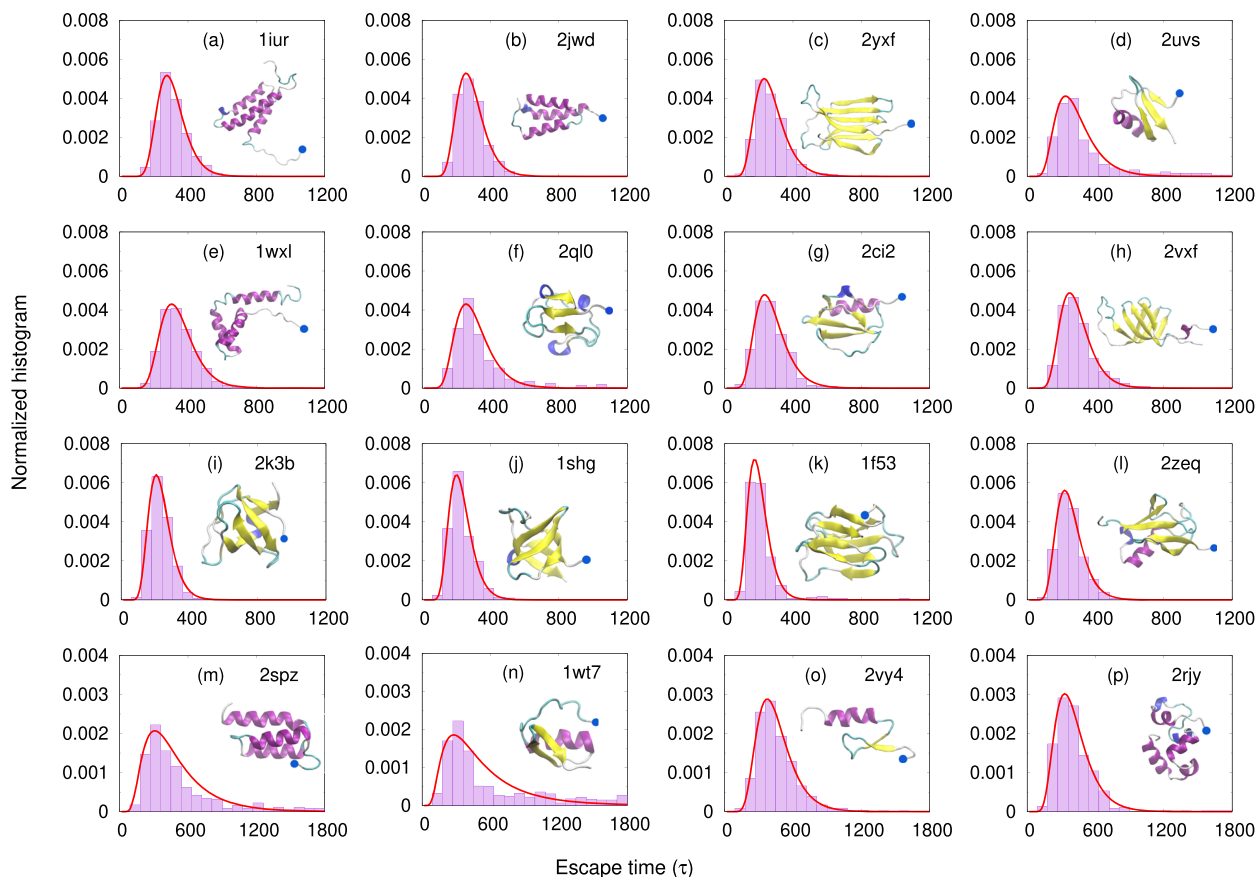 (a) 1iur
(b) 2jwd
(c) 2yxf
(d) 2uvs
0.008
0.006
0.004
0.002
0
0 400 800 1200
0.008
0.006
0.004
0.002
0
0 400 800 1200
0.008
0.006
0.004
0.002
0
0 400 800 1200
0.008
0.006
0.004
0.002
0
0 400 800 1200
(e) 1wxl
(f) 2ql0
(g) 2ci2
(h) 2vxf
0.008
0.006
0.004
0.002
0
0 400 800 1200
0.008
0.006
0.004
0.002
0
0 400 800 1200
0.008
0.006
0.004
0.002
0
0 400 800 1200
0.008
0.006
0.004
0.002
0
0 400 800 1200
Normalized histogram
(i) 2k3b
(j) 1shg
(k) 1f53
(l) 2zeq
0.008
0.006
0.004
0.002
0
0 400 800 1200
0.008
0.006
0.004
0.002
0
0 400 800 1200
0.008
0.006
0.004
0.002
0
0 400 800 1200
0.008
0.006
0.004
0.002
0
0 400 800 1200
(m) 2spz
(n) 1wt7
(o) 2vy4
(p) 2rjy
0.004
0.003
0.002
0.001
0
0 600 1200 1800
0.004
0.003
0.002
0.001
0
0 600 1200 1800
0.004
0.003
0.002
0.001
0
0 600 1200 1800
0.004
0.003
0.002
0.001
0
0 600 1200 1800
Escape time (τ)